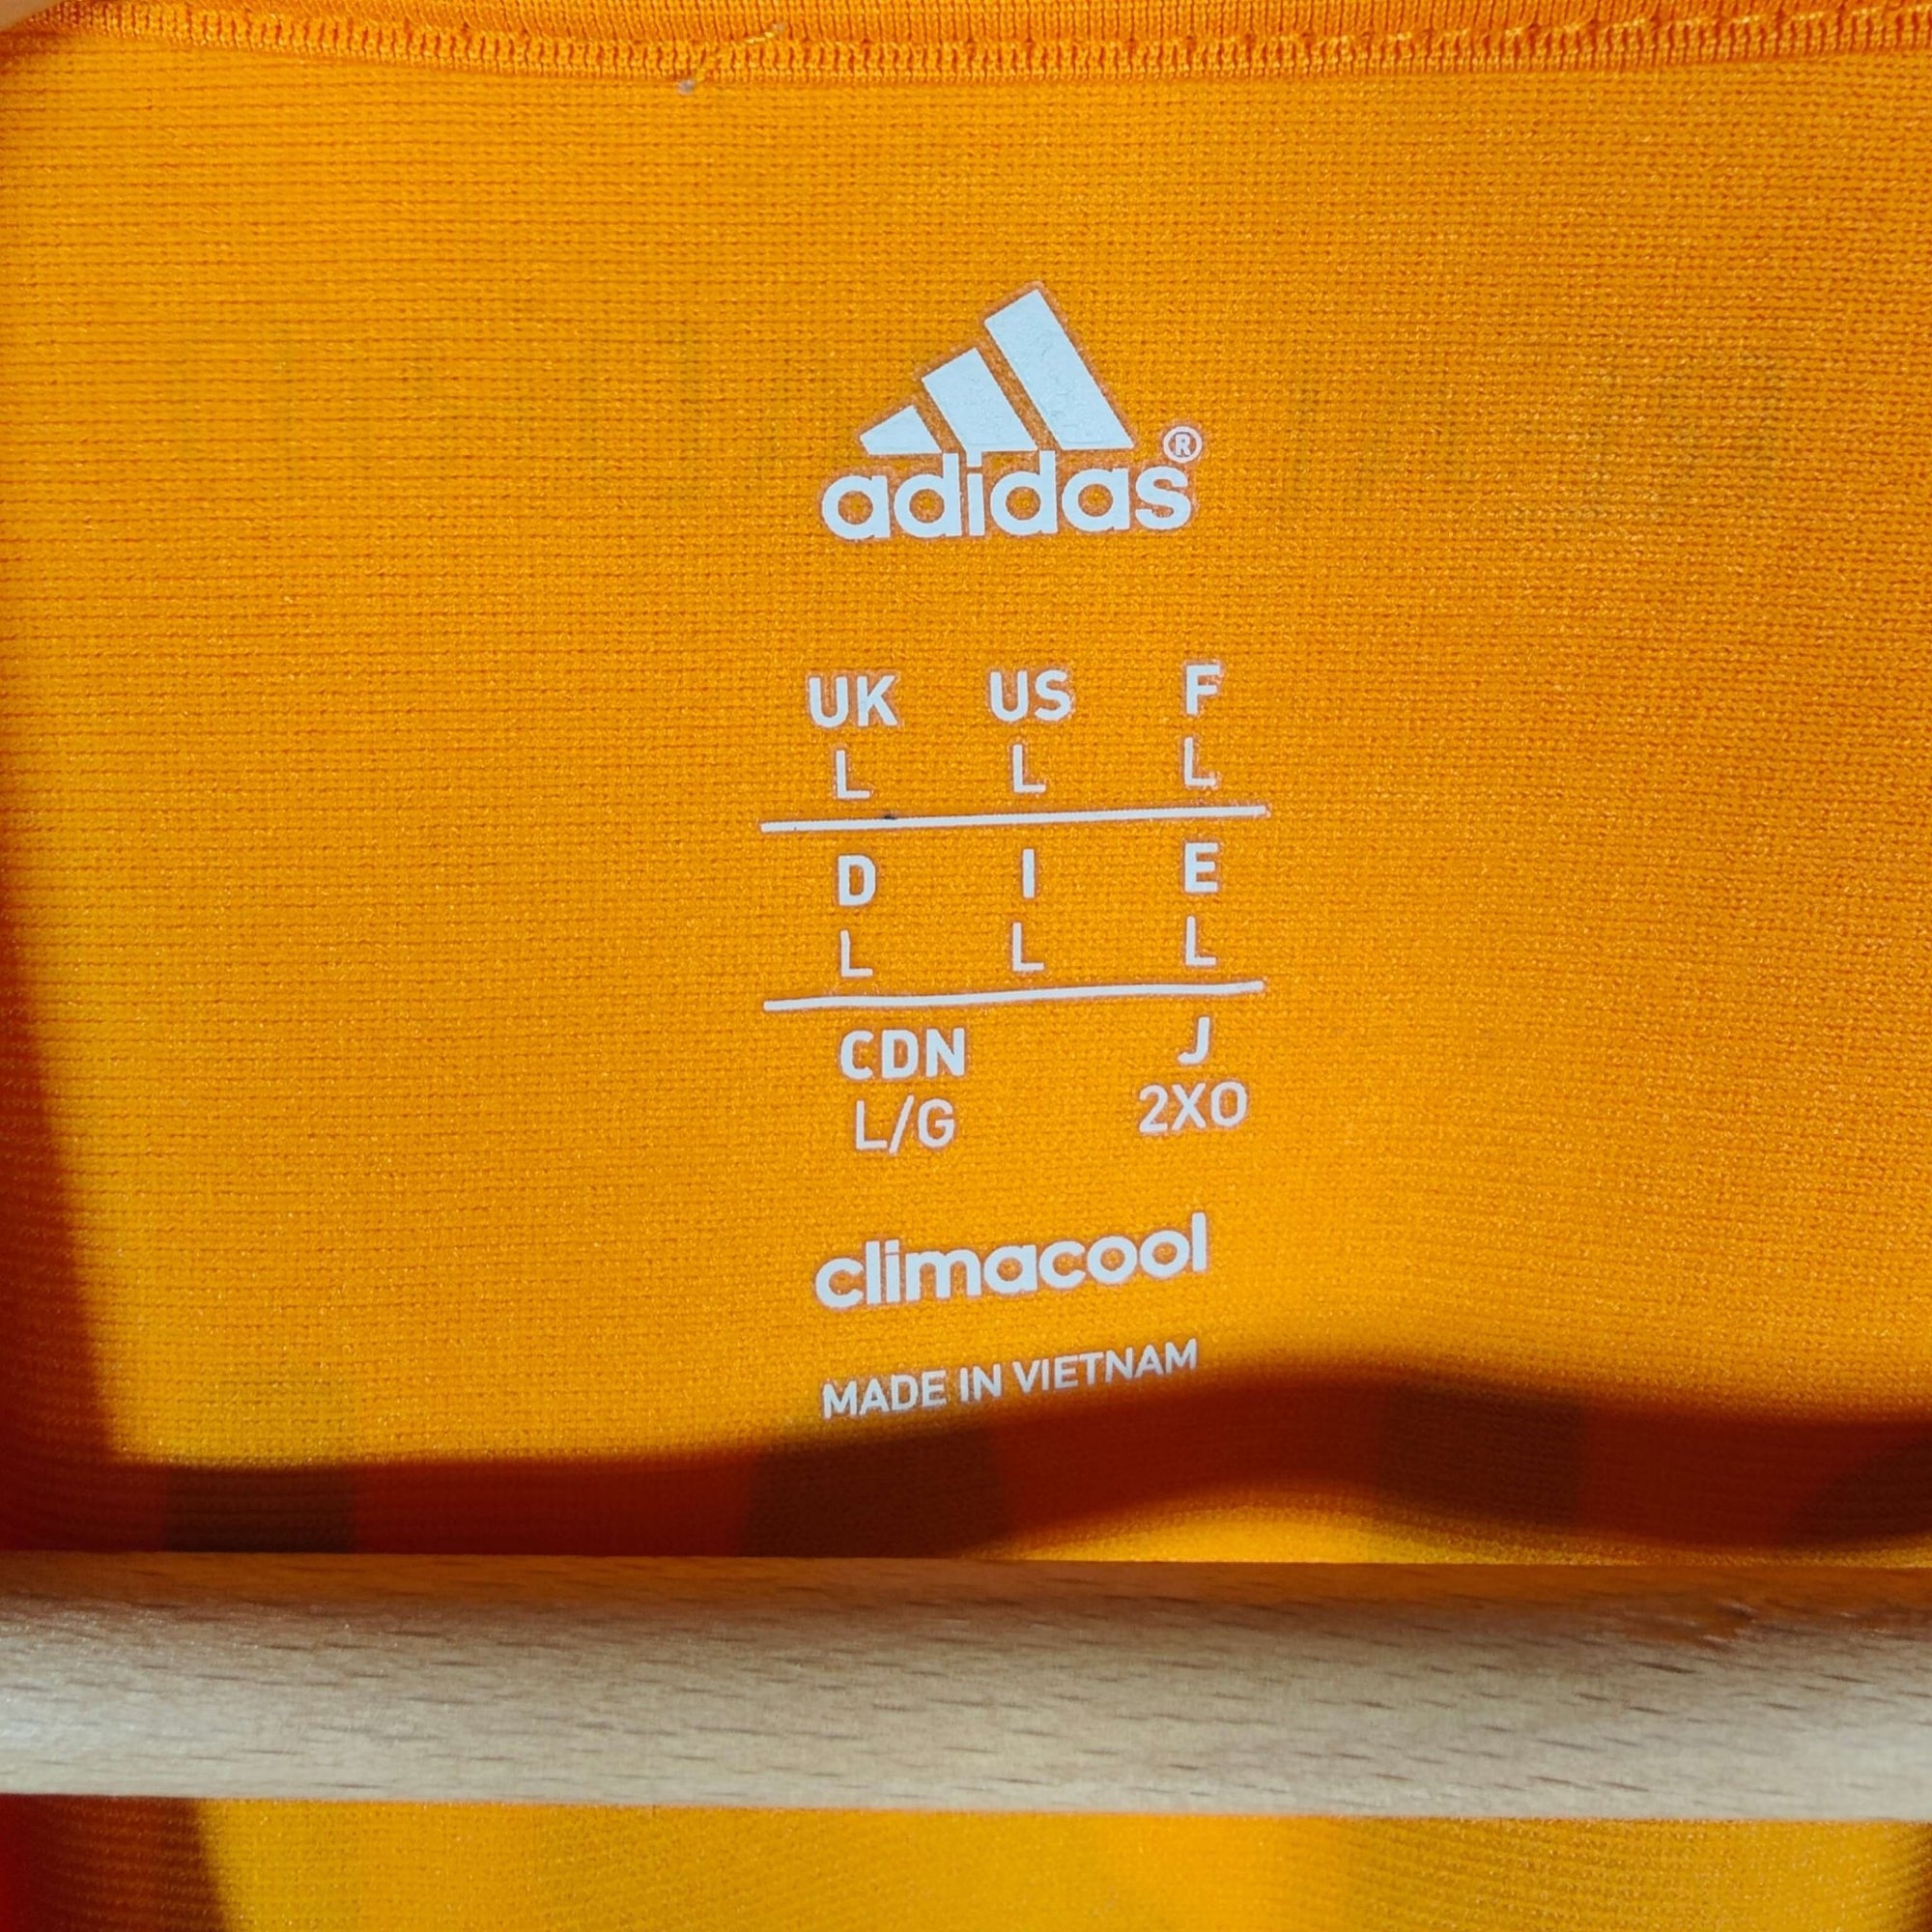 adidas®
UK US F
L L L
D I E
L L L
CDN J
L/G 2XO
climacool
MADE IN VIETNAM